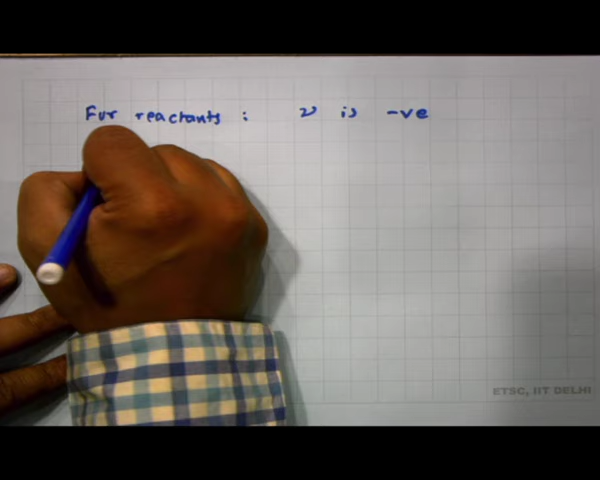 For reactants : ν is -ve
ETSC, IIT DELHI